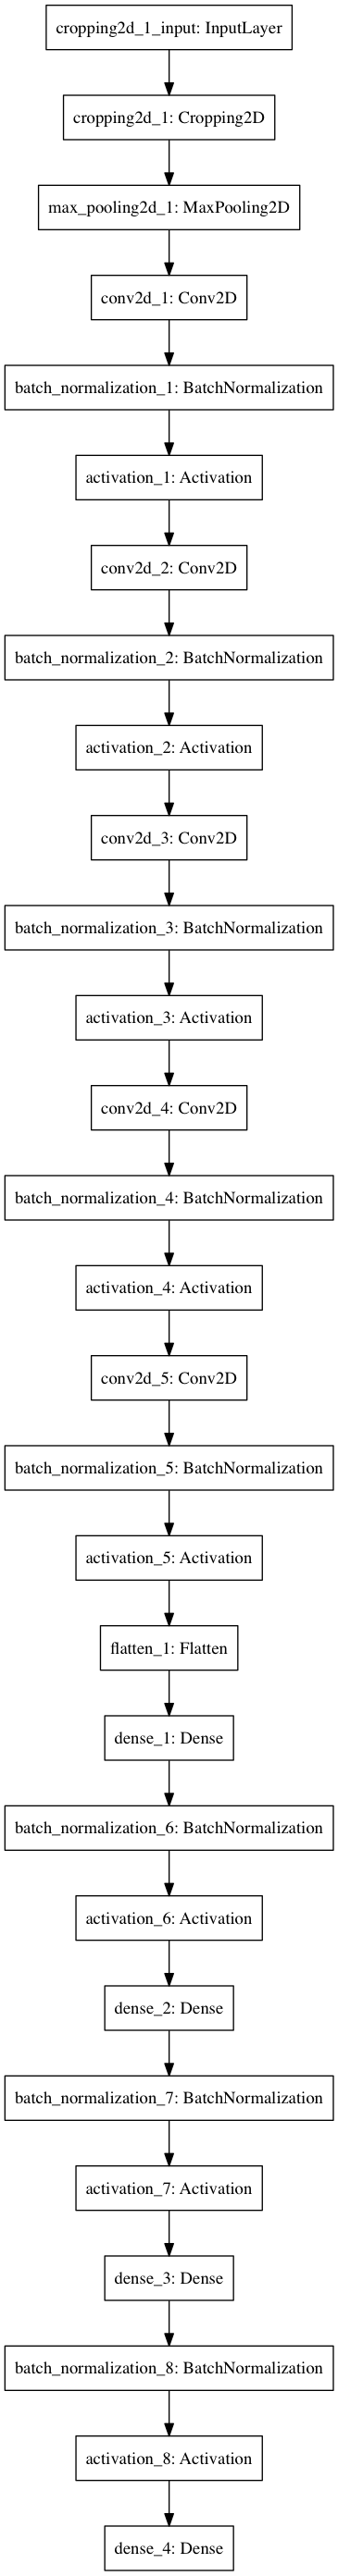 cropping2d_1_input: InputLayer
cropping2d_1: Cropping2D
max_pooling2d_1: MaxPooling2D
conv2d_1: Conv2D
batch_normalization_1: BatchNormalization
activation_1: Activation
conv2d_2: Conv2D
batch_normalization_2: BatchNormalization
activation_2: Activation
conv2d_3: Conv2D
batch_normalization_3: BatchNormalization
activation_3: Activation
conv2d_4: Conv2D
batch_normalization_4: BatchNormalization
activation_4: Activation
conv2d_5: Conv2D
batch_normalization_5: BatchNormalization
activation_5: Activation
flatten_1: Flatten
dense_1: Dense
batch_normalization_6: BatchNormalization
activation_6: Activation
dense_2: Dense
batch_normalization_7: BatchNormalization
activation_7: Activation
dense_3: Dense
batch_normalization_8: BatchNormalization
activation_8: Activation
dense_4: Dense